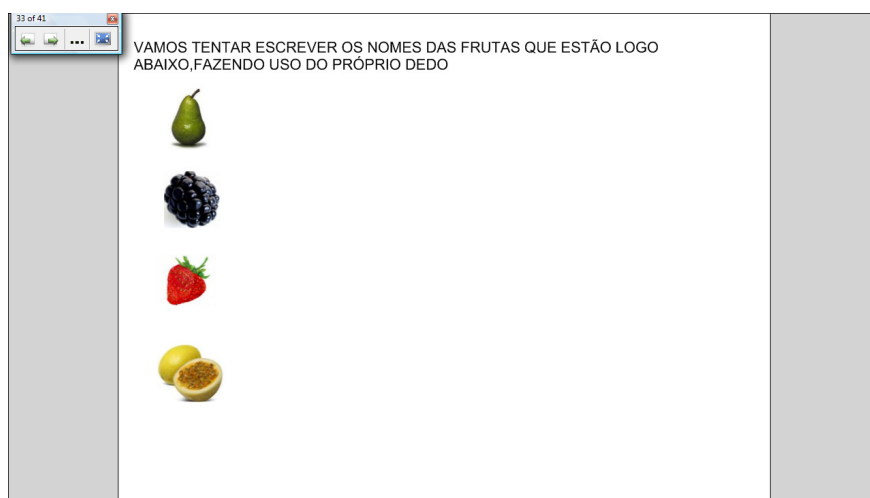 33 of 41
VAMOS TENTAR ESCREVER OS NOMES DAS FRUTAS QUE ESTÃO LOGO
ABAIXO,FAZENDO USO DO PRÓPRIO DEDO